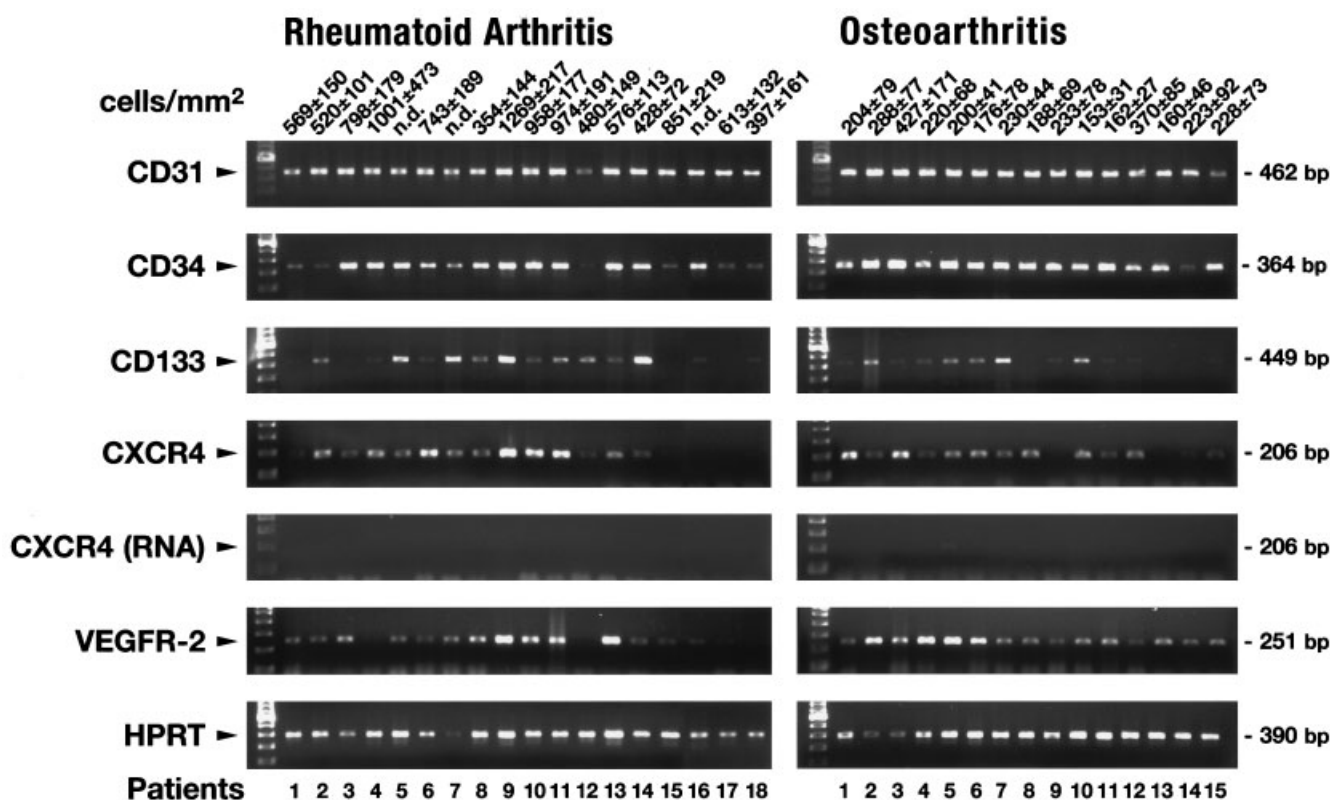 Rheumatoid Arthritis Osteoarthritis
cells/mm2 569±150 520±101 798±179 1001±473 n.d. 743±189 n.d. 354±144 1269±217 958±177 974±191 480±149 576±113 428±72 851±219 n.d. 613±132 397±161 204±79 288±77 427±171 220±68 200±41 176±78 230±44 188±69 233±78 153±31 162±27 370±85 160±46 223±92 228±73
CD31 - 462 bp
CD34 - 364 bp
CD133 - 449 bp
CXCR4 - 206 bp
CXCR4 (RNA) - 206 bp
VEGFR-2 - 251 bp
HPRT - 390 bp
Patients 1 2 3 4 5 6 7 8 9 10 11 12 13 14 15 16 17 18 1 2 3 4 5 6 7 8 9 10 11 12 13 14 15